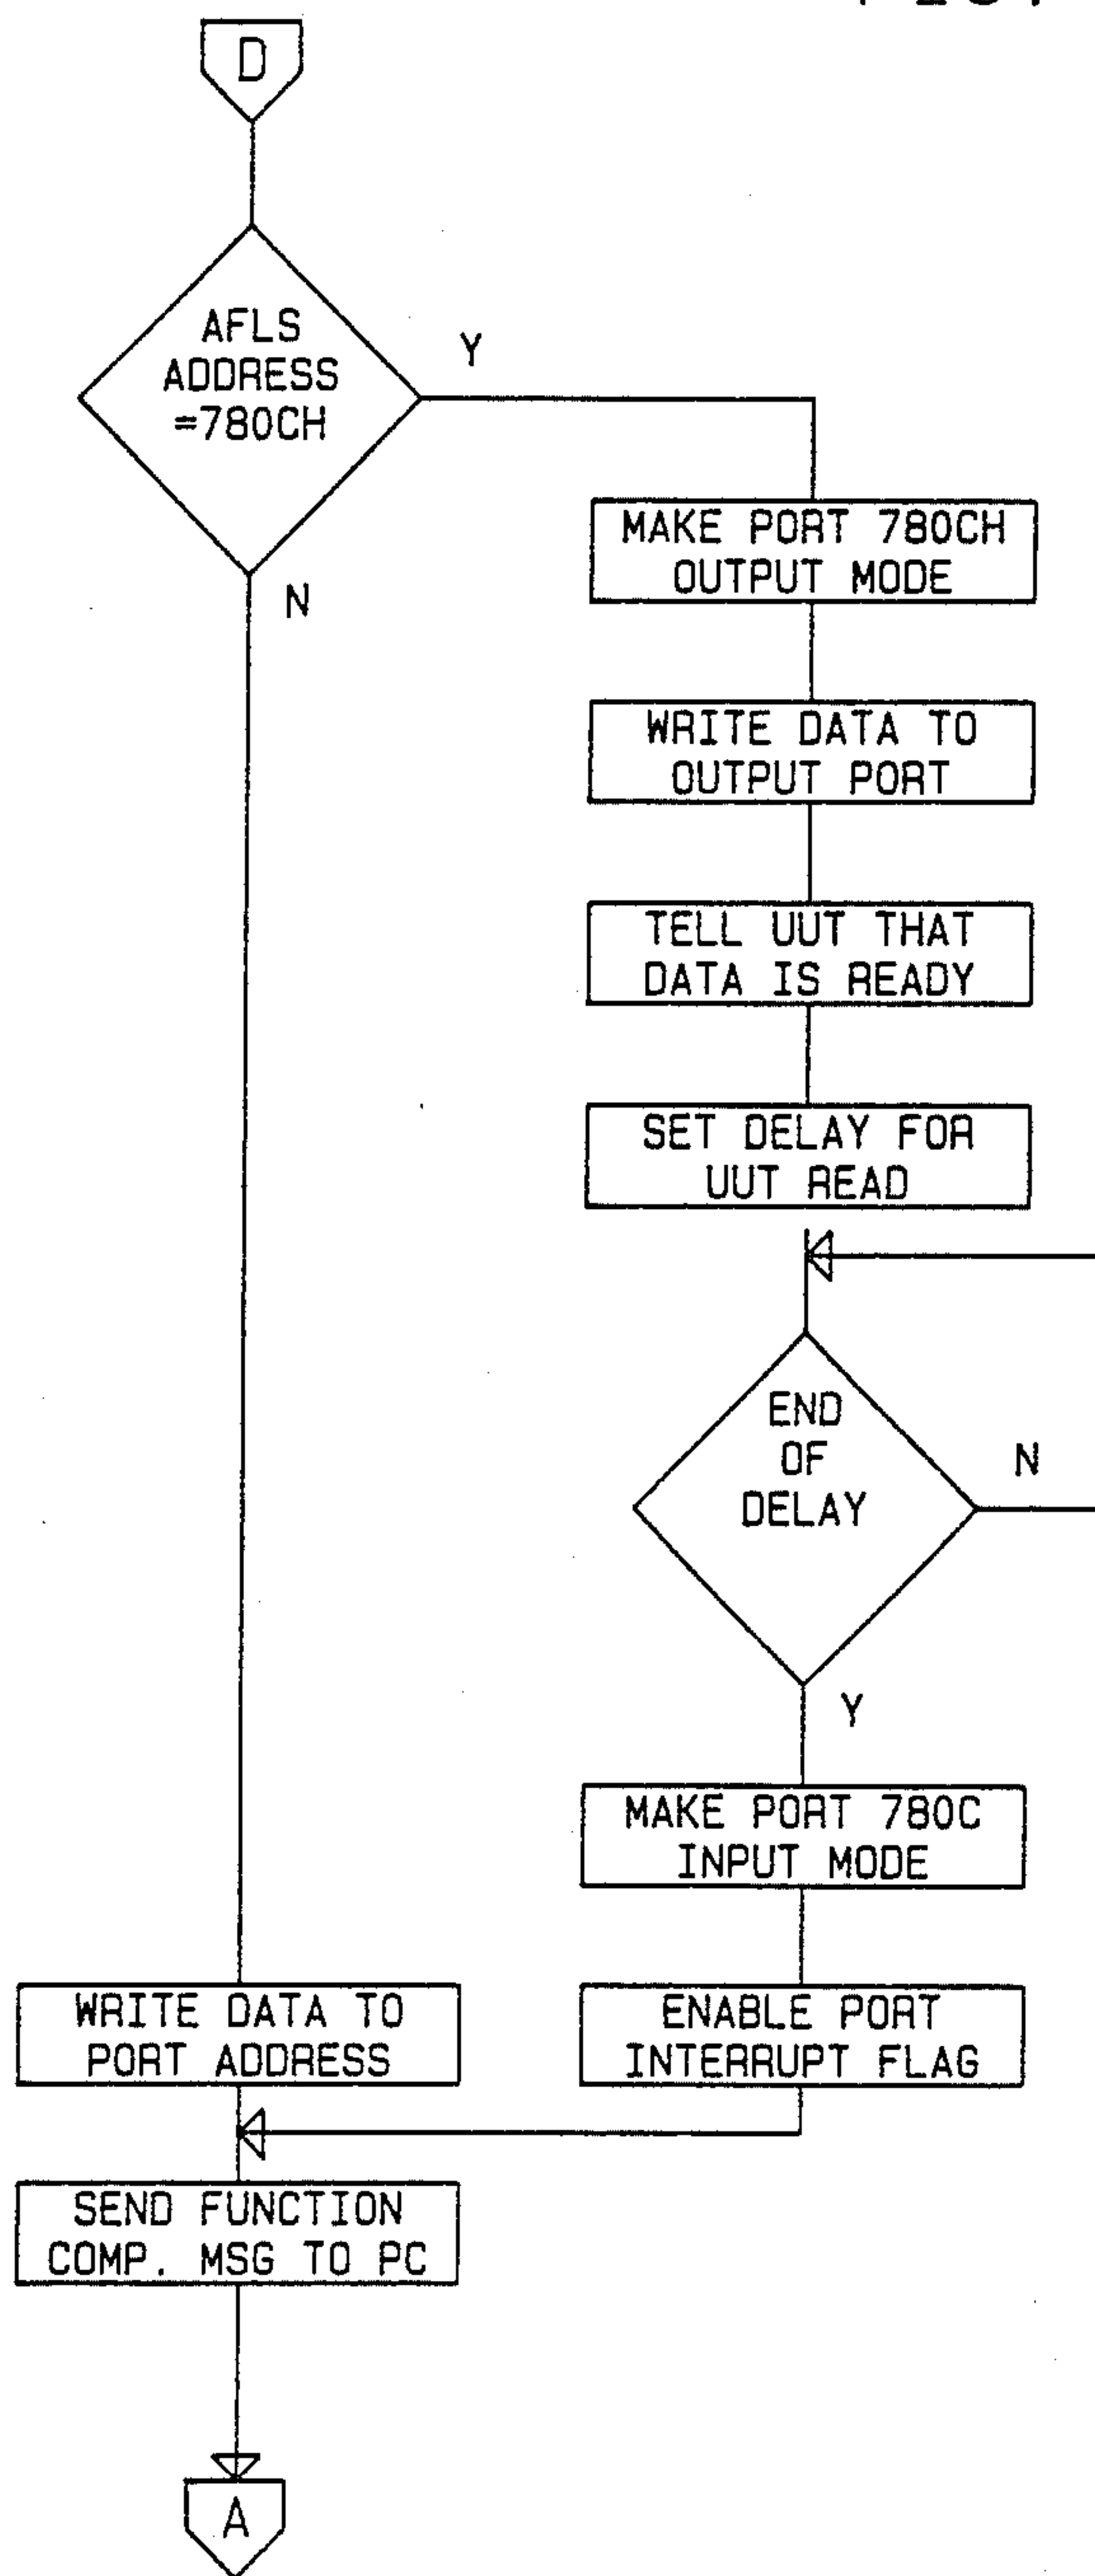 D
AFLS
ADDRESS
=780CH
Y
N
MAKE PORT 780CH
OUTPUT MODE
WRITE DATA TO
OUTPUT PORT
TELL UUT THAT
DATA IS READY
SET DELAY FOR
UUT READ
END
OF
DELAY
N
Y
MAKE PORT 780C
INPUT MODE
WRITE DATA TO
PORT ADDRESS
ENABLE PORT
INTERRUPT FLAG
SEND FUNCTION
COMP. MSG TO PC
A